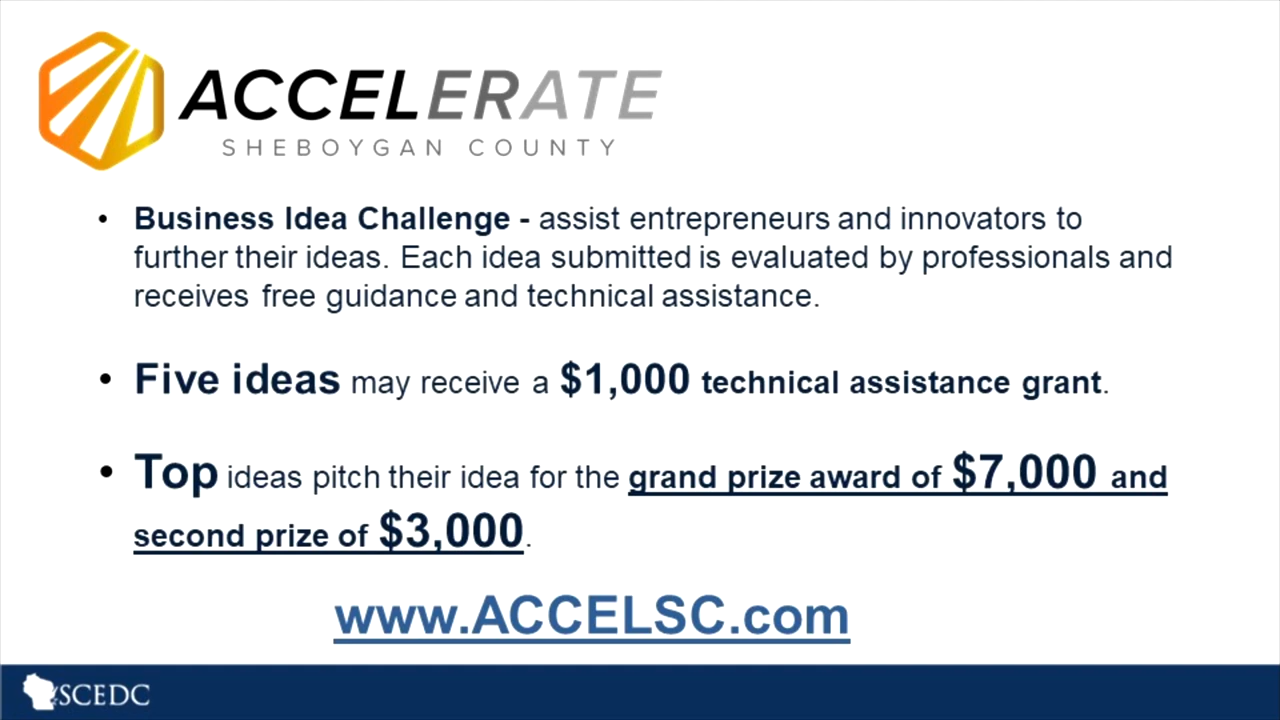 ACCELERATE
SHEBOYGAN COUNTY
• Business Idea Challenge - assist entrepreneurs and innovators to
further their ideas. Each idea submitted is evaluated by professionals and
receives free guidance and technical assistance.
• Five ideas may receive a $1,000 technical assistance grant.
• Top ideas pitch their idea for the grand prize award of $7,000 and
second prize of $3,000.
www.ACCELSC.com
SCEDC